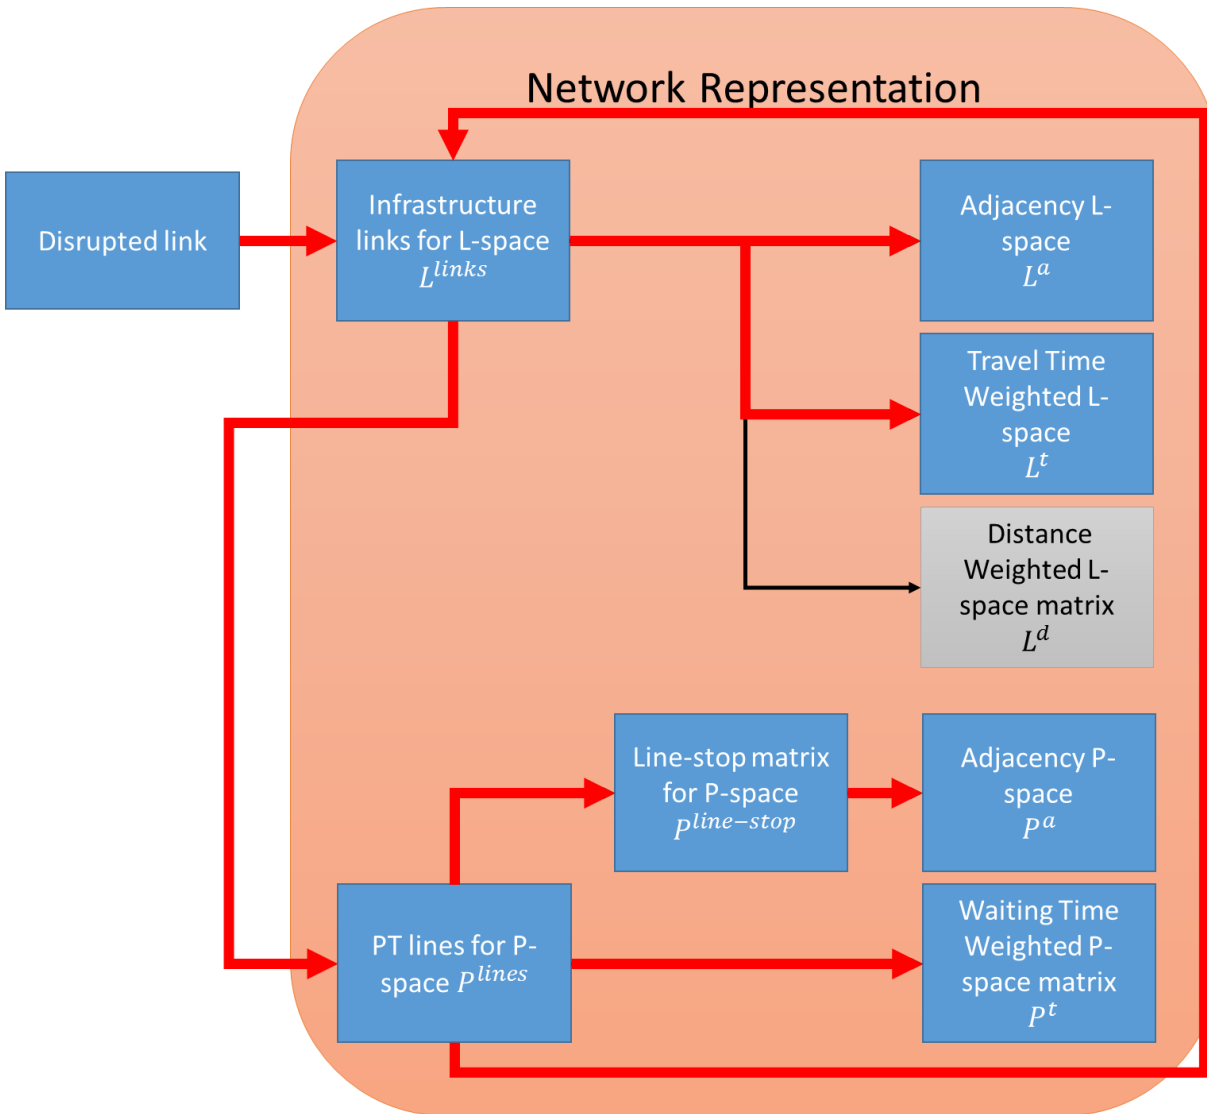 Network Representation
Disrupted link
Infrastructure
links for L-space
L^{links}
Adjacency L-
space
L^a
Travel Time
Weighted L-
space
L^t
Distance
Weighted L-
space matrix
L^d
Line-stop matrix
for P-space
P^{line-stop}
Adjacency P-
space
P^a
PT lines for P-
space P^{lines}
Waiting Time
Weighted P-
space matrix
P^t